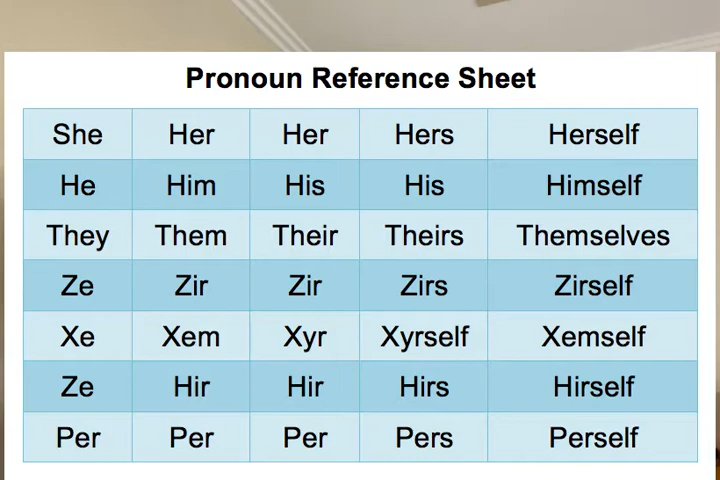 Pronoun Reference Sheet
She Her Her Hers Herself
He Him His His Himself
They Them Their Theirs Themselves
Ze Zir Zir Zirs Zirself
Xe Xem Xyr Xyrself Xemself
Ze Hir Hir Hirs Hirself
Per Per Per Pers Perself